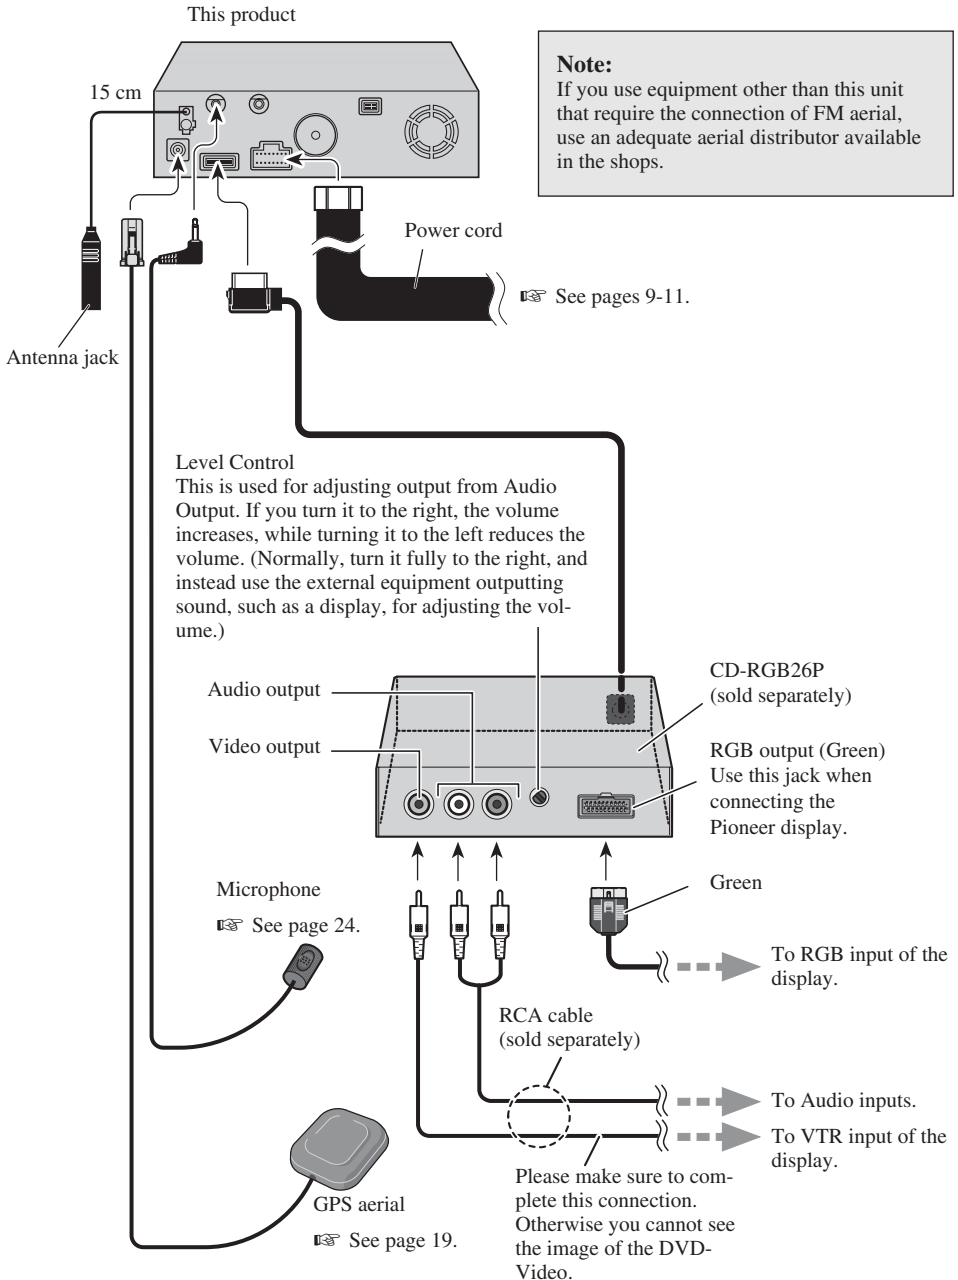 This product
15 cm
Note:
If you use equipment other than this unit
that require the connection of FM aerial,
use an adequate aerial distributor available
in the shops.
Power cord
☞ See pages 9-11.
Antenna jack
Level Control
This is used for adjusting output from Audio
Output. If you turn it to the right, the volume
increases, while turning it to the left reduces the
volume. (Normally, turn it fully to the right, and
instead use the external equipment outputting
sound, such as a display, for adjusting the vol-
ume.)
Audio output
Video output
CD-RGB26P
(sold separately)
RGB output (Green)
Use this jack when
connecting the
Pioneer display.
Green
Microphone
☞ See page 24.
To RGB input of the
display.
RCA cable
(sold separately)
To Audio inputs.
To VTR input of the
display.
Please make sure to com-
plete this connection.
Otherwise you cannot see
the image of the DVD-
Video.
GPS aerial
☞ See page 19.